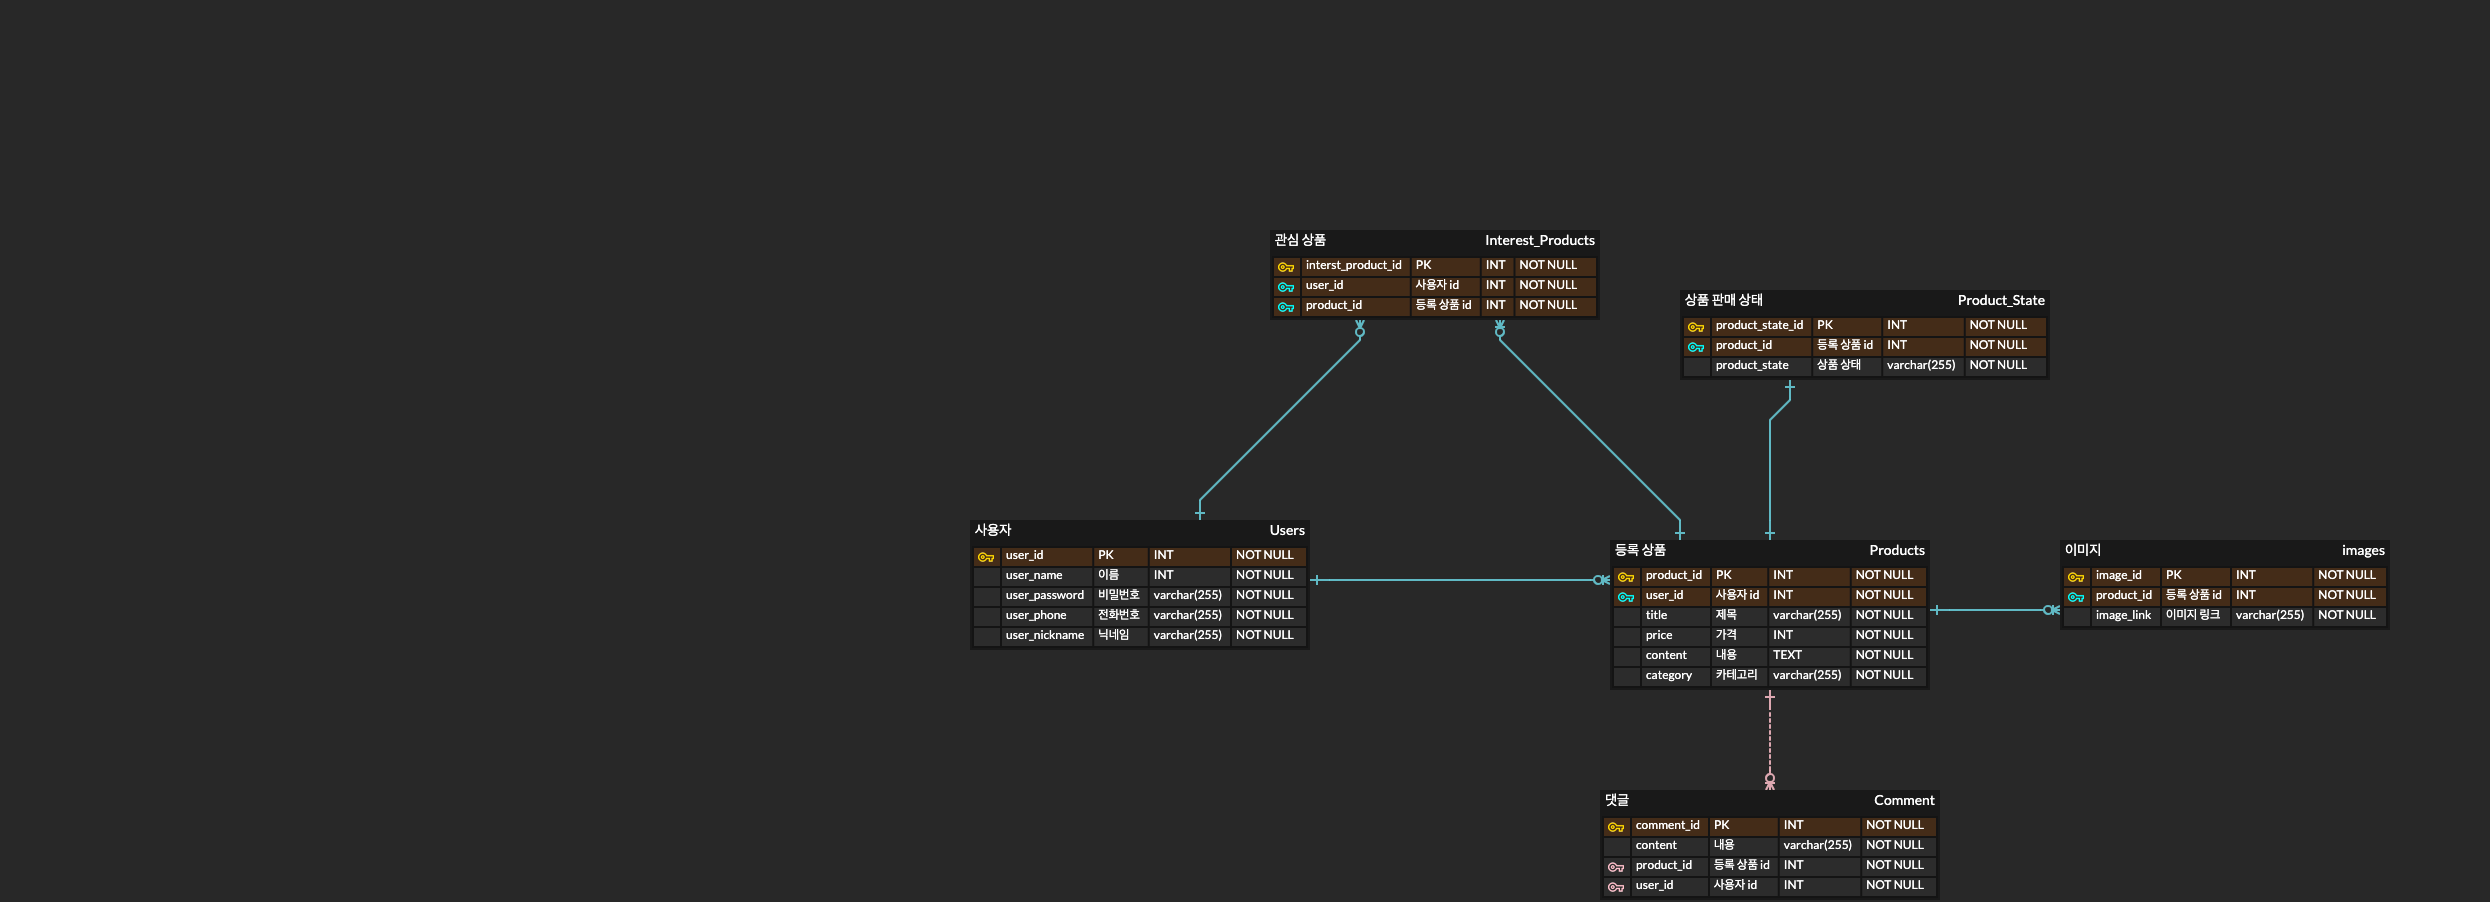 관심 상품 Interest_Products
interst_product_id PK INT NOT NULL
user_id 사용자 id INT NOT NULL
product_id 등록 상품 id INT NOT NULL
상품 판매 상태 Product_State
product_state_id PK INT NOT NULL
product_id 등록 상품 id INT NOT NULL
product_state 상품 상태 varchar(255) NOT NULL
사용자 Users
user_id PK INT NOT NULL
user_name 이름 INT NOT NULL
user_password 비밀번호 varchar(255) NOT NULL
user_phone 전화번호 varchar(255) NOT NULL
user_nickname 닉네임 varchar(255) NOT NULL
등록 상품 Products
product_id PK INT NOT NULL
user_id 사용자 id INT NOT NULL
title 제목 varchar(255) NOT NULL
price 가격 INT NOT NULL
content 내용 TEXT NOT NULL
category 카테고리 varchar(255) NOT NULL
이미지 images
image_id PK INT NOT NULL
product_id 등록 상품 id INT NOT NULL
image_link 이미지 링크 varchar(255) NOT NULL
댓글 Comment
comment_id PK INT NOT NULL
content 내용 varchar(255) NOT NULL
product_id 등록 상품 id INT NOT NULL
user_id 사용자 id INT NOT NULL